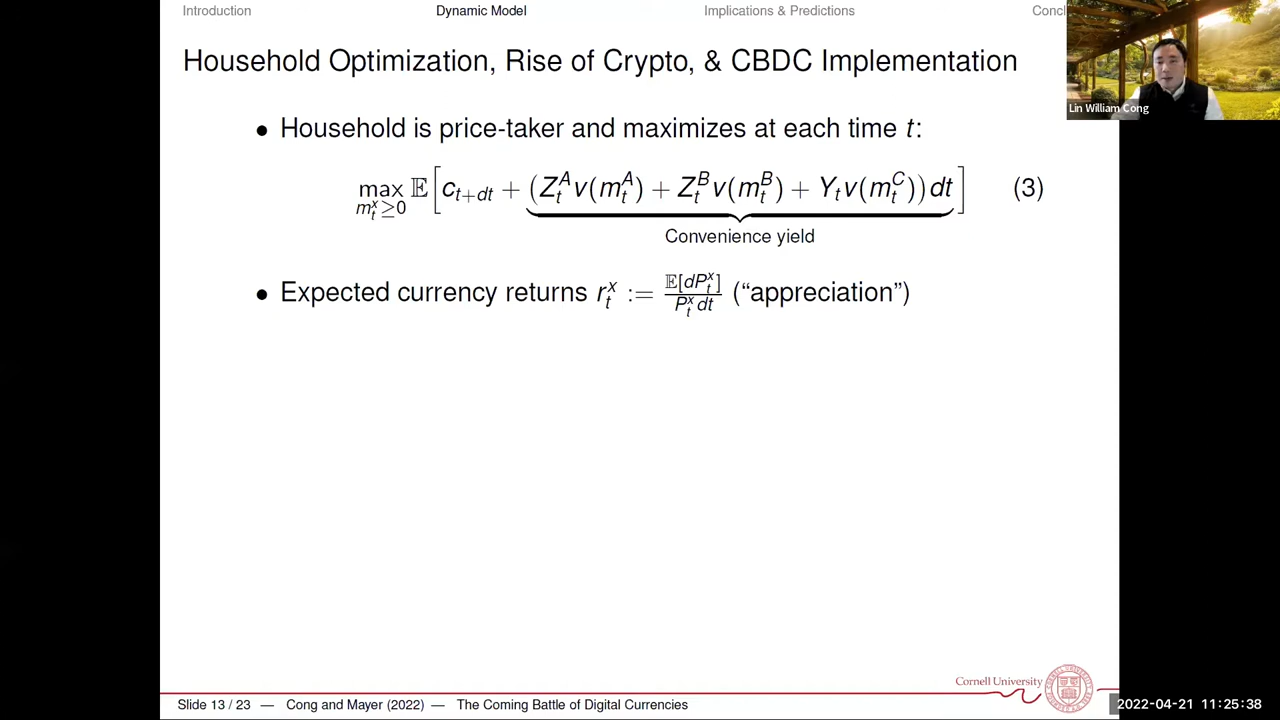 Introduction Dynamic Model Implications & Predictions Concl
Household Optimization, Rise of Crypto, & CBDC Implementation
Lin William Cong
• Household is price-taker and maximizes at each time t:
max_{m_t^x≥0} 𝔼[c_{t+dt} + (Z_t^A v(m_t^A) + Z_t^B v(m_t^B) + Y_t v(m_t^C))dt] (3)
Convenience yield
• Expected currency returns r_t^x := 𝔼[dP_t^x] / P_t^x dt (“appreciation”)
Cornell University
Slide 13 / 23 — Cong and Mayer (2022) — The Coming Battle of Digital Currencies
2022-04-21 11:25:38